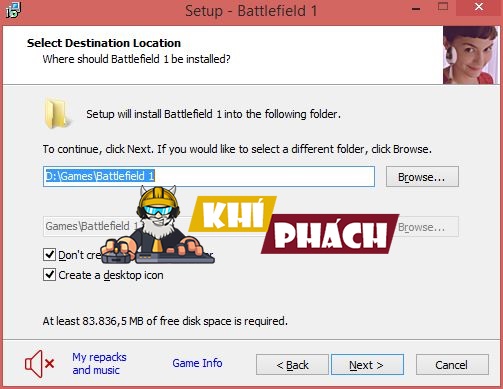 Setup - Battlefield 1
Select Destination Location
Where should Battlefield 1 be installed?
Setup will install Battlefield 1 into the following folder.
To continue, click Next. If you would like to select a different folder, click Browse.
D:\Games\Battlefield 1
Browse...
KHÍ
PHÁCH
Games\Battlefield 1
Browse...
Don't cre
Create a desktop icon
At least 83.836,5 MB of free disk space is required.
My repacks
and music
Game Info
< Back
Next >
Cancel